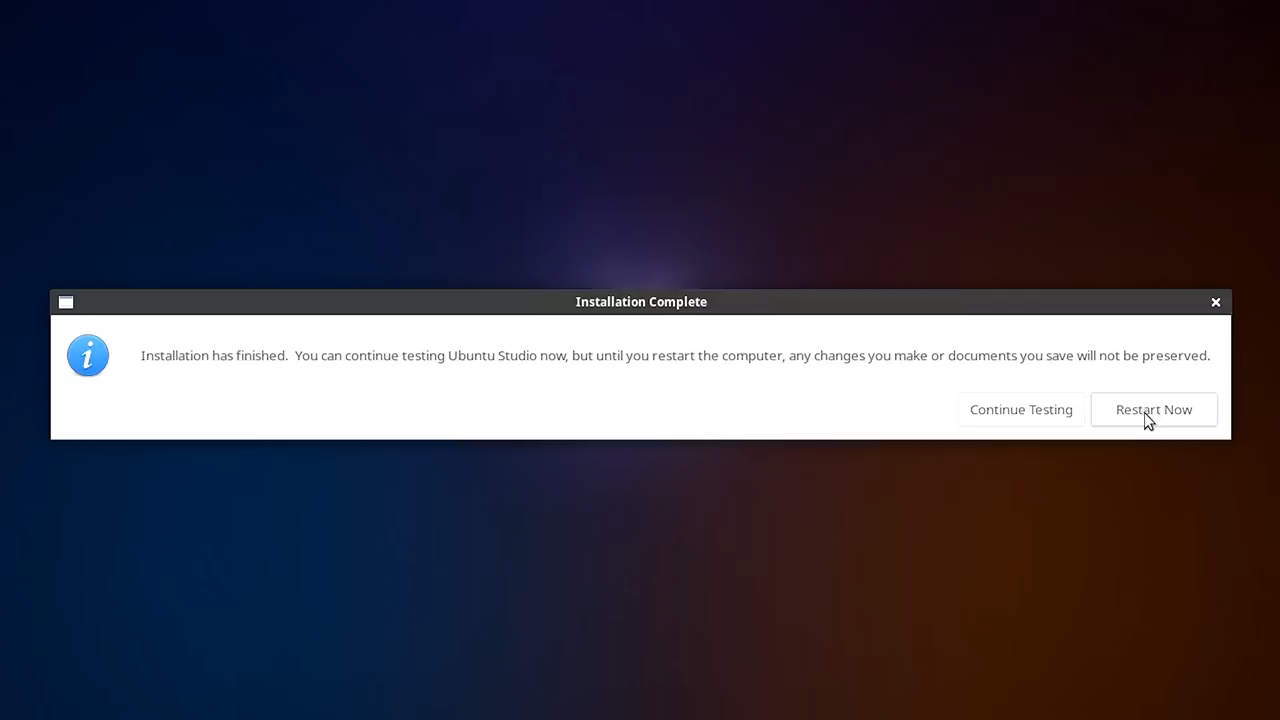 Installation Complete
Installation has finished.  You can continue testing Ubuntu Studio now, but until you restart the computer, any changes you make or documents you save will not be preserved.
Continue Testing
Restart Now